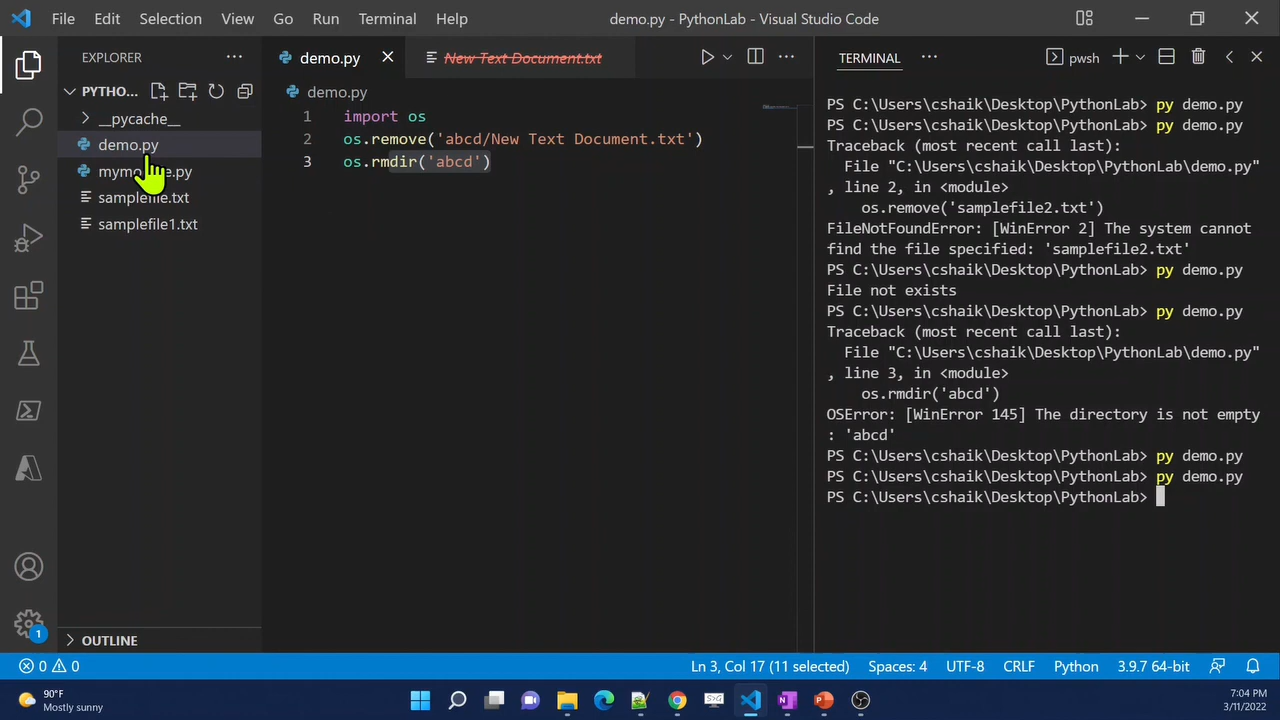 File Edit Selection View Go Run Terminal Help
demo.py - PythonLab - Visual Studio Code
EXPLORER
PYTHO...
__pycache__
demo.py
samplefile.txt
samplefile1.txt
OUTLINE
demo.py
New Text Document.txt
demo.py
1 import os
2 os.remove('abcd/New Text Document.txt')
3 os.rmdir('abcd')
TERMINAL
pwsh
PS C:\Users\cshaik\Desktop\PythonLab> py demo.py
PS C:\Users\cshaik\Desktop\PythonLab> py demo.py
Traceback (most recent call last):
File "C:\Users\cshaik\Desktop\PythonLab\demo.py"
, line 2, in <module>
os.remove('samplefile2.txt')
FileNotFoundError: [WinError 2] The system cannot
find the file specified: 'samplefile2.txt'
PS C:\Users\cshaik\Desktop\PythonLab> py demo.py
File not exists
PS C:\Users\cshaik\Desktop\PythonLab> py demo.py
Traceback (most recent call last):
File "C:\Users\cshaik\Desktop\PythonLab\demo.py"
, line 3, in <module>
os.rmdir('abcd')
OSError: [WinError 145] The directory is not empty
: 'abcd'
PS C:\Users\cshaik\Desktop\PythonLab> py demo.py
PS C:\Users\cshaik\Desktop\PythonLab> py demo.py
PS C:\Users\cshaik\Desktop\PythonLab>
1
0 0
Ln 3, Col 17 (11 selected) Spaces: 4 UTF-8 CRLF Python 3.9.7 64-bit
90°F
Mostly sunny
7:04 PM
3/11/2022